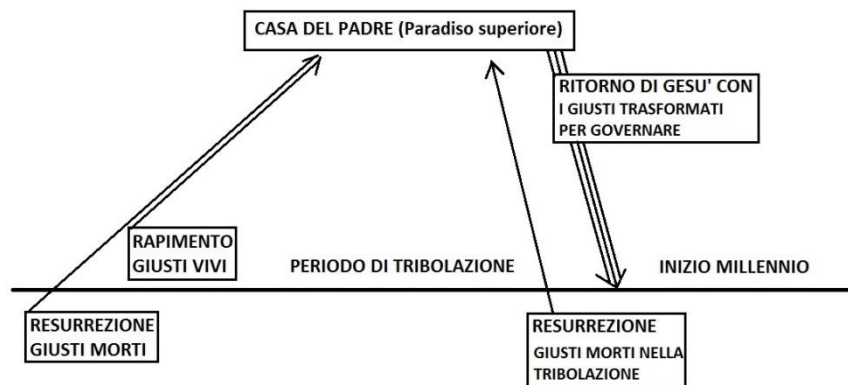 CASA DEL PADRE (Paradiso superiore)
RITORNO DI GESU' CON
I GIUSTI TRASFORMATI
PER GOVERNARE
RAPIMENTO
GIUSTI VIVI
PERIODO DI TRIBOLAZIONE
INIZIO MILLENNIO
RESURREZIONE
GIUSTI MORTI
RESURREZIONE
GIUSTI MORTI NELLA
TRIBOLAZIONE